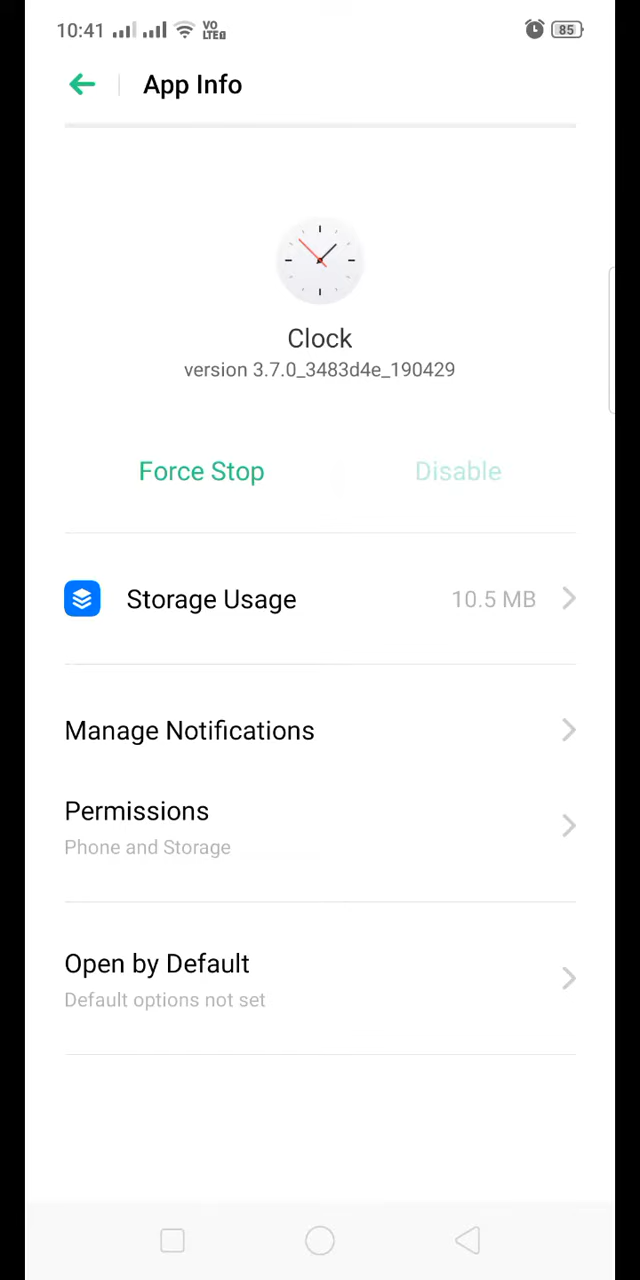 10:41 VO LTE 85
App Info
Clock
version 3.7.0_3483d4e_190429
Force Stop Disable
Storage Usage 10.5 MB
Manage Notifications
Permissions
Phone and Storage
Open by Default
Default options not set